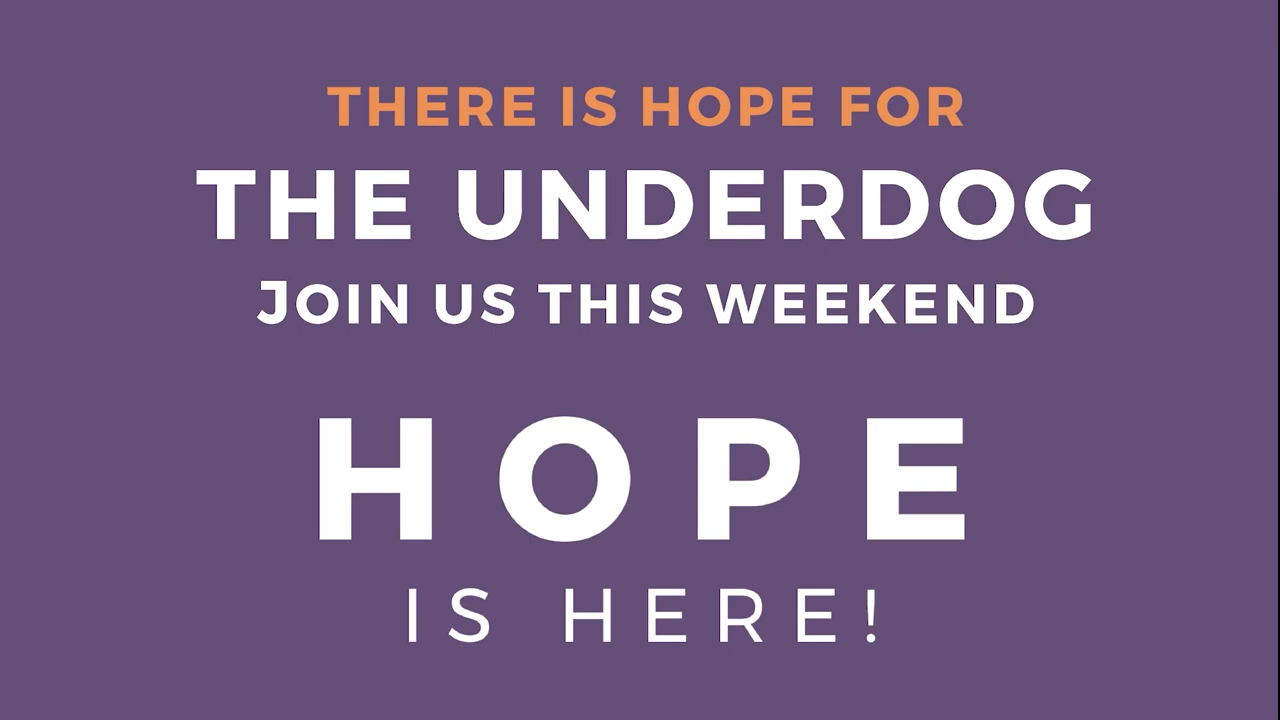 THERE IS HOPE FOR
THE UNDERDOG
JOIN US THIS WEEKEND
HOPE
IS HERE!